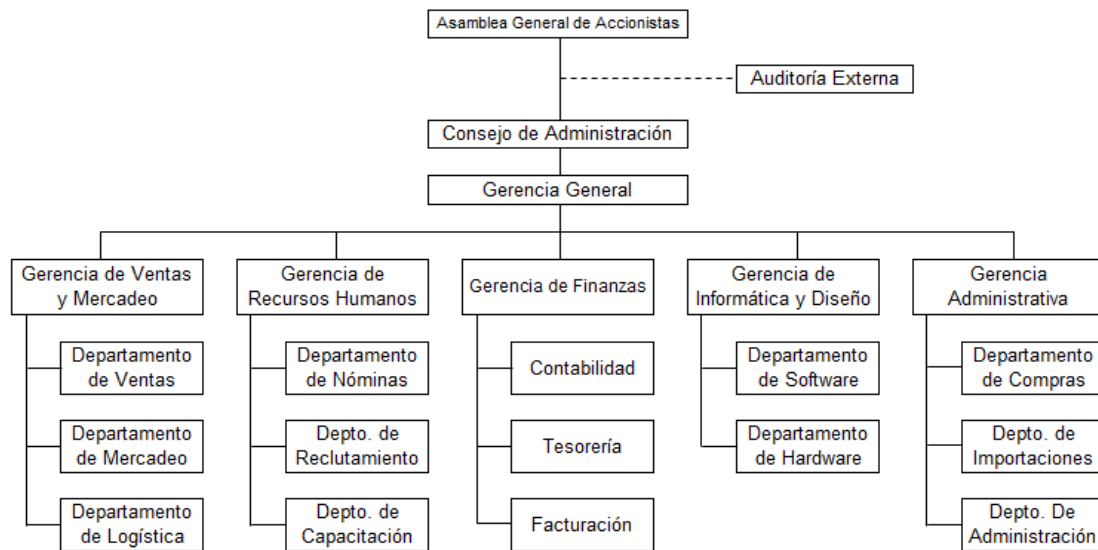 Asamblea General de Accionistas
Auditoría Externa
Consejo de Administración
Gerencia General
Gerencia de Ventas
y Mercadeo
Gerencia de
Recursos Humanos
Gerencia de Finanzas
Gerencia de
Informática y Diseño
Gerencia
Administrativa
Departamento
de Ventas
Departamento
de Nóminas
Contabilidad
Departamento
de Software
Departamento
de Compras
Departamento
de Mercadeo
Depto. de
Reclutamiento
Tesorería
Departamento
de Hardware
Depto. de
Importaciones
Departamento
de Logística
Depto. de
Capacitación
Facturación
Depto. De
Administración